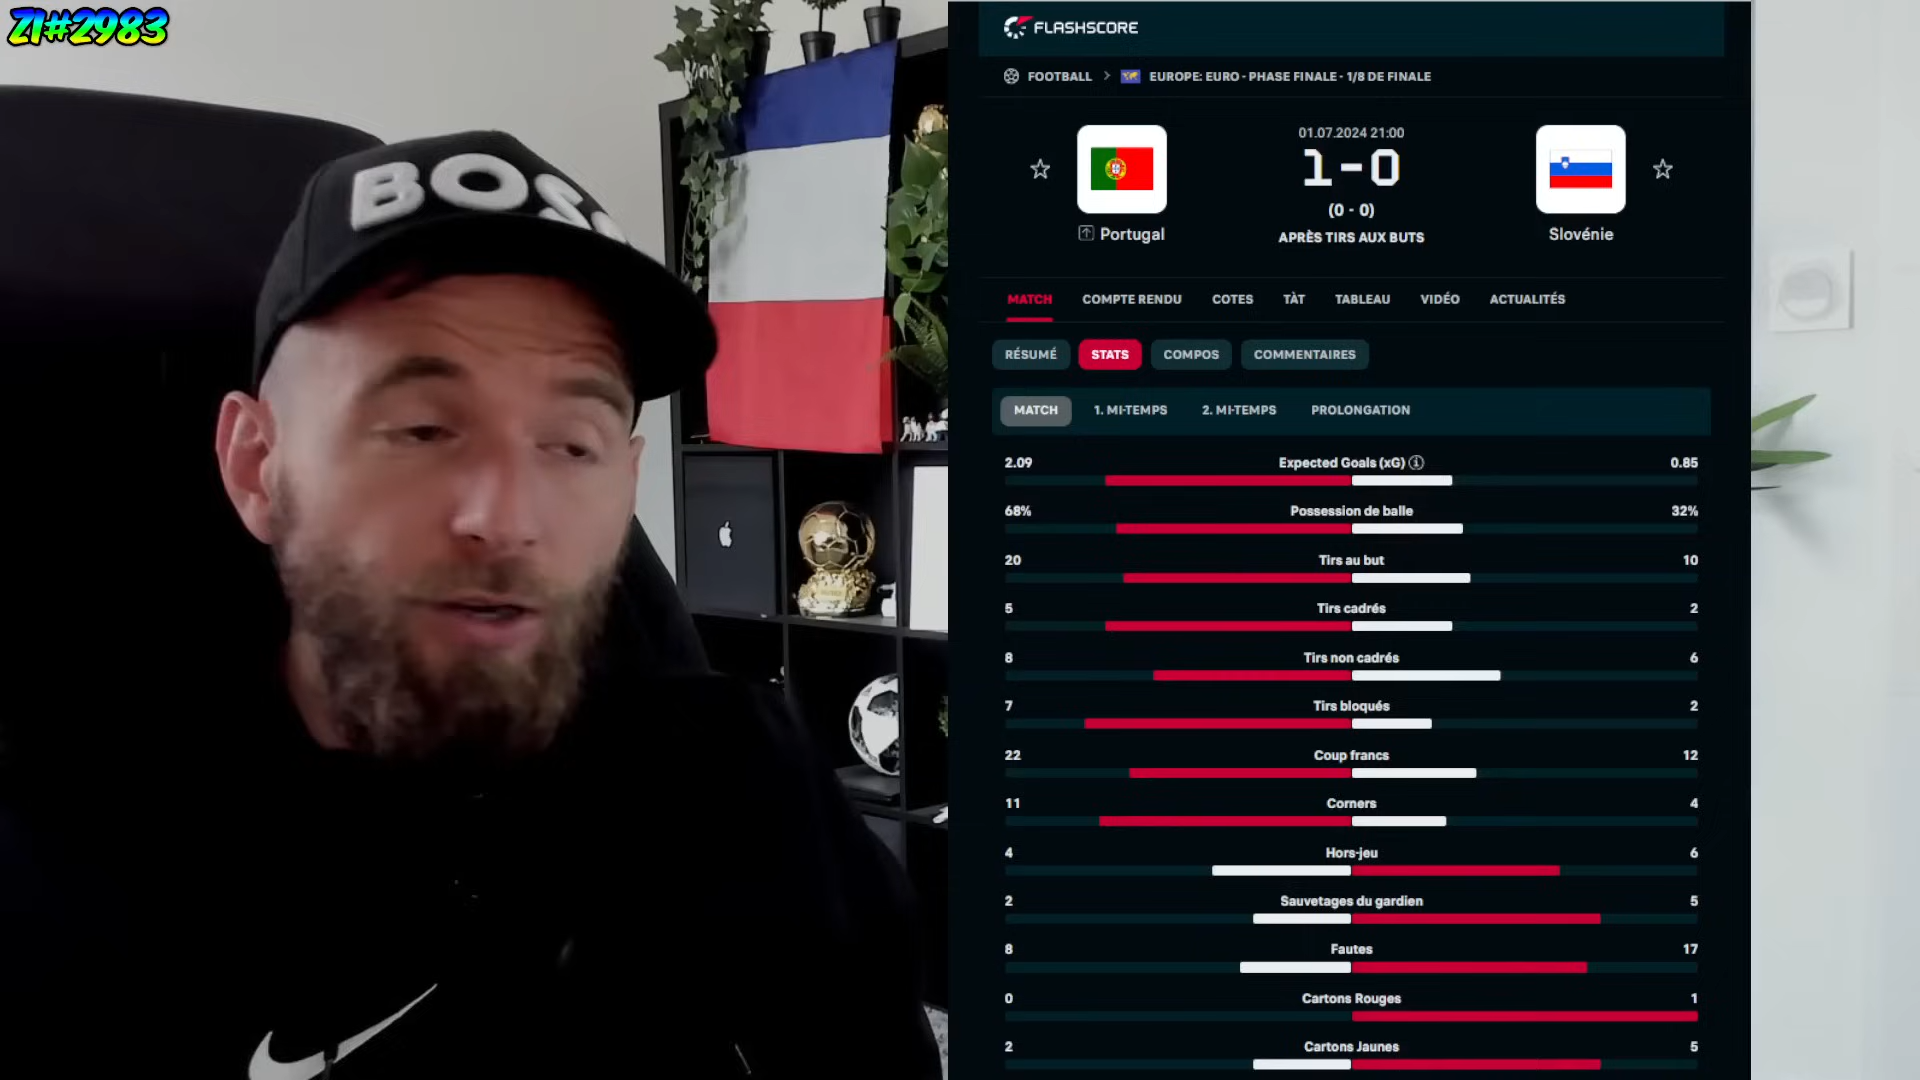 ZI#2983
BOSS
FLASHSCORE
FOOTBALL > EUROPE: EURO - PHASE FINALE - 1/8 DE FINALE
01.07.2024 21:00
1-0
(0 - 0)
APRÈS TIRS AUX BUTS
Portugal
Slovénie
MATCH COMPTE RENDU COTES TÀT TABLEAU VIDÉO ACTUALITÉS
RÉSUMÉ STATS COMPOS COMMENTAIRES
MATCH 1. MI-TEMPS 2. MI-TEMPS PROLONGATION
2.09 Expected Goals (xG) 0.85
68% Possession de balle 32%
20 Tirs au but 10
5 Tirs cadrés 2
8 Tirs non cadrés 6
7 Tirs bloqués 2
22 Coup francs 12
11 Corners 4
4 Hors-jeu 6
2 Sauvetages du gardien 5
8 Fautes 17
0 Cartons Rouges 1
2 Cartons Jaunes 5